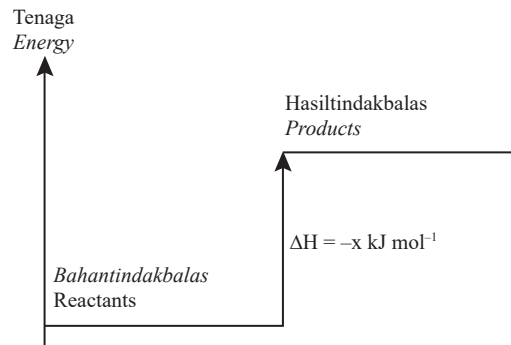 Tenaga
Energy
Hasiltindakbalas
Products
ΔH = –x kJ mol⁻¹
Bahantindakbalas
Reactants